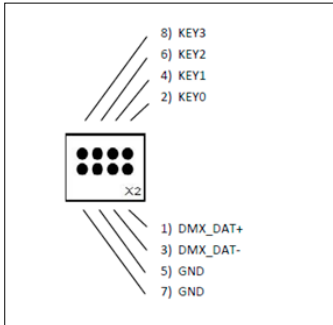 8) KEY3
6) KEY2
4) KEY1
2) KEY0
X2
1) DMX_DAT+
3) DMX_DAT-
5) GND
7) GND